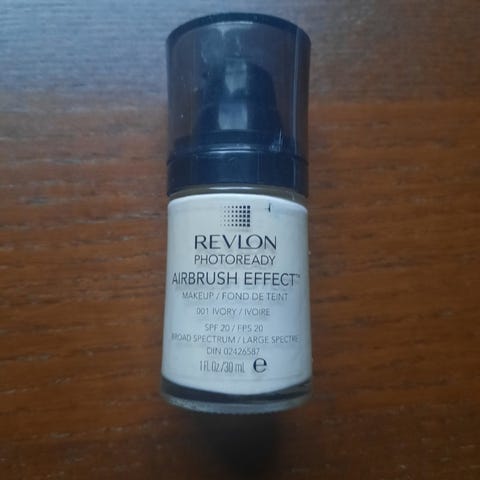 REVLON
PHOTOREADY
AIRBRUSH EFFECT™
MAKEUP / FOND DE TEINT
001 IVORY / IVOIRE
SPF 20 / FPS 20
BROAD SPECTRUM / LARGE SPECTRE
DIN 02426587
1 fl. Oz/30 mL ℮